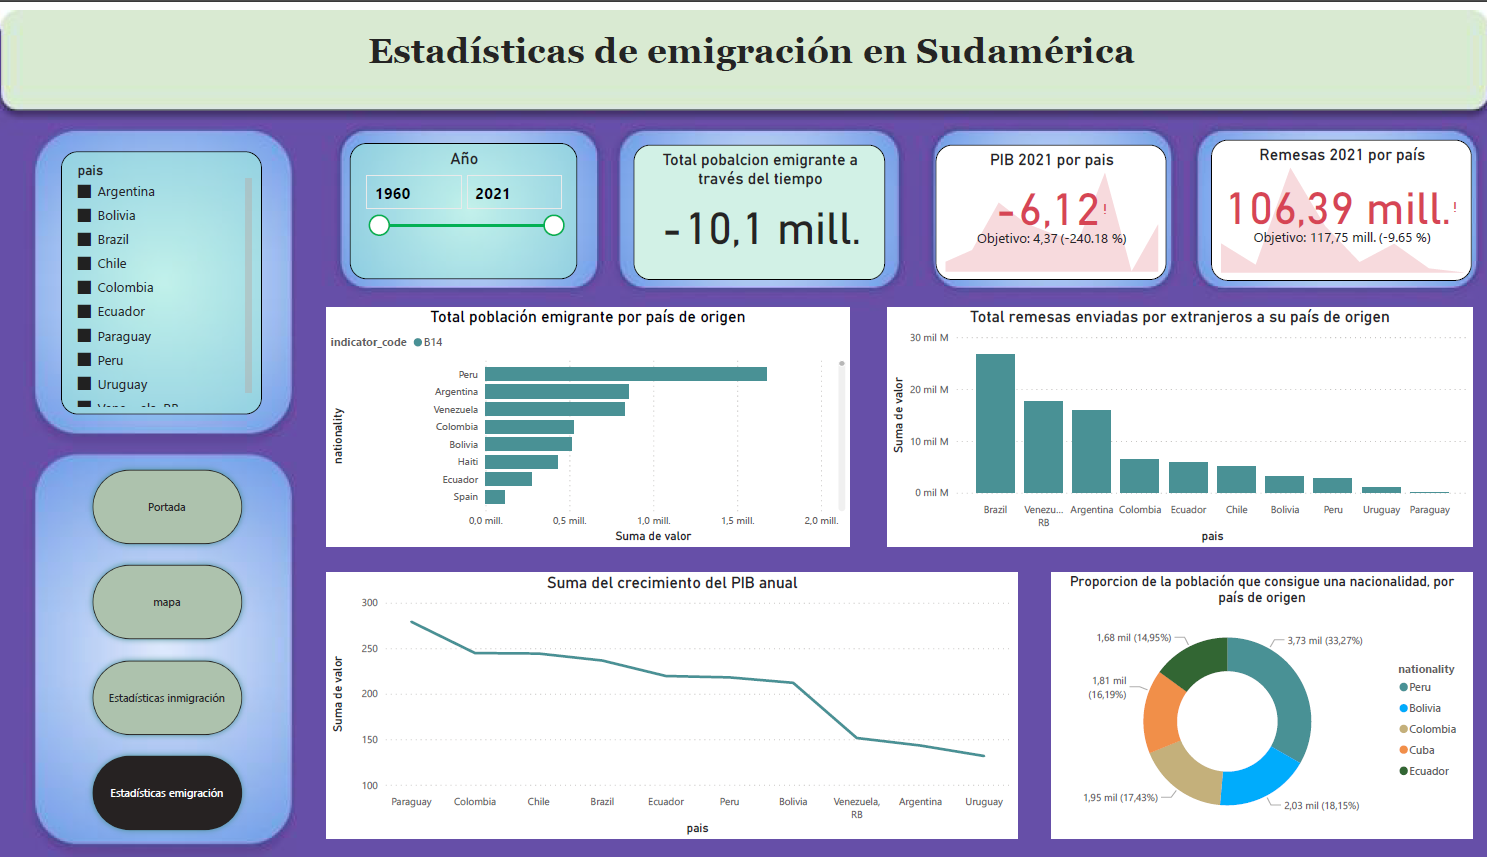 Estadísticas de emigración en Sudamérica
pais
Argentina
Bolivia
Brazil
Chile
Colombia
Ecuador
Paraguay
Peru
Uruguay
Año
1960
2021
Total pobalcion emigrante a
través del tiempo
-10,1 mill.
PIB 2021 por pais
-6,12!
Objetivo: 4,37 (-240.18 %)
Remesas 2021 por país
106,39 mill.!
Objetivo: 117,75 mill. (-9.65 %)
Portada
mapa
Estadísticas inmigración
Estadísticas emigración
Total población emigrante por país de origen
indicator_code B14
nationality
Peru
Argentina
Venezuela
Colombia
Bolivia
Haiti
Ecuador
Spain
0,0 mill. 0,5 mill. 1,0 mill. 1,5 mill. 2,0 mill.
Suma de valor
Total remesas enviadas por extranjeros a su país de origen
Suma de valor
30 mil M
20 mil M
10 mil M
0 mil M
Brazil Venezu... RB Argentina Colombia Ecuador Chile Bolivia Peru Uruguay Paraguay
pais
Suma del crecimiento del PIB anual
Suma de valor
300
250
200
150
100
Paraguay Colombia Chile Brazil Ecuador Peru Bolivia Venezuela, RB Argentina Uruguay
pais
Proporcion de la población que consigue una nacionalidad, por
país de origen
1,68 mil (14,95%)
3,73 mil (33,27%)
1,81 mil
(16,19%)
1,95 mil (17,43%)
2,03 mil (18,15%)
nationality
Peru
Bolivia
Colombia
Cuba
Ecuador